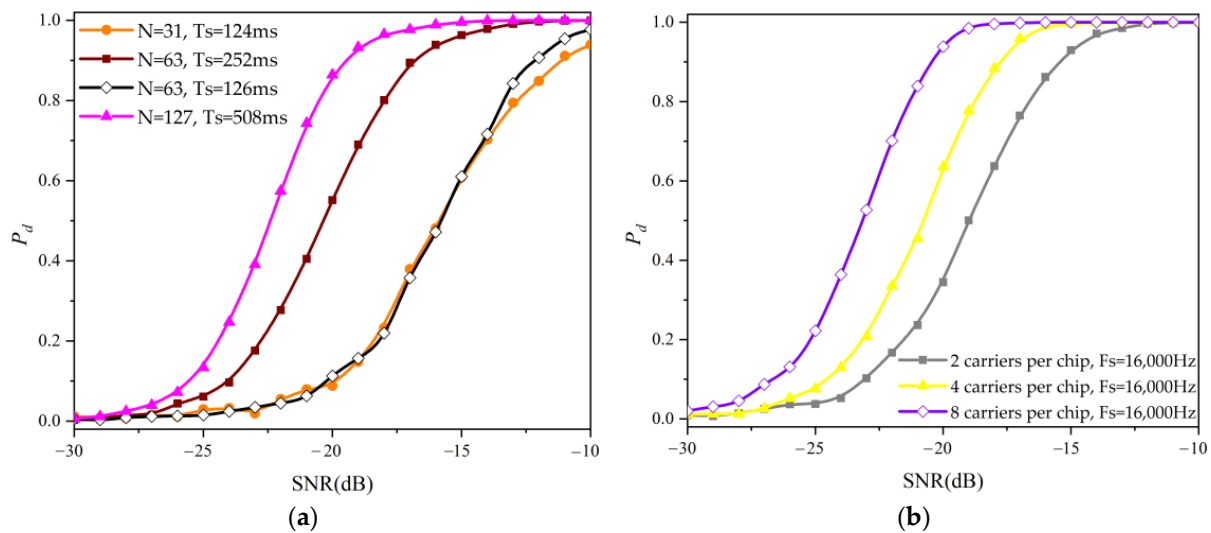 N=31, Ts=124ms
N=63, Ts=252ms
N=63, Ts=126ms
N=127, Ts=508ms
1.0
0.8
0.6
0.4
0.2
0.0
Pd
−30
−25
−20
−15
−10
SNR(dB)
(a)
2 carriers per chip, Fs=16,000Hz
4 carriers per chip, Fs=16,000Hz
8 carriers per chip, Fs=16,000Hz
1.0
0.8
0.6
0.4
0.2
0.0
Pd
−30
−25
−20
−15
−10
SNR(dB)
(b)